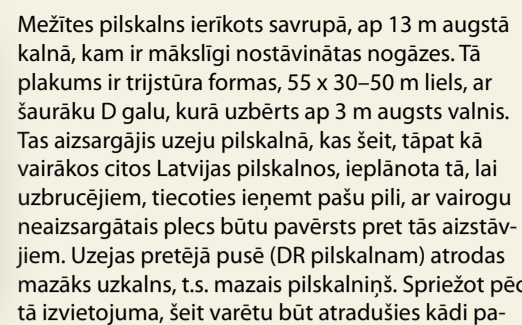 Mežītes pilskalns ierīkots savrupā, ap 13 m augstā
kalnā, kam ir mākslīgi nostāvinātas nogāzes. Tā
plakums ir trijstūra formas, 55 x 30–50 m liels, ar
šaurāku D galu, kurā uzbērts ap 3 m augsts valnis.
Tas aizsargājis uzeju pilskalnā, kas šeit, tāpat kā
vairākos citos Latvijas pilskalnos, ieplānota tā, lai
uzbrucējiem, tiecoties ieņemt pašu pili, ar vairogu
neaizsargātais plecs būtu pavērsts pret tās aizstāv-
jiem. Uzejas pretējā pusē (DR pilskalnam) atrodas
mazāks uzkalns, t.s. mazais pilskalniņš. Spriežot pēc
tā izvietojuma, šeit varētu būt atradušies kādi pa-